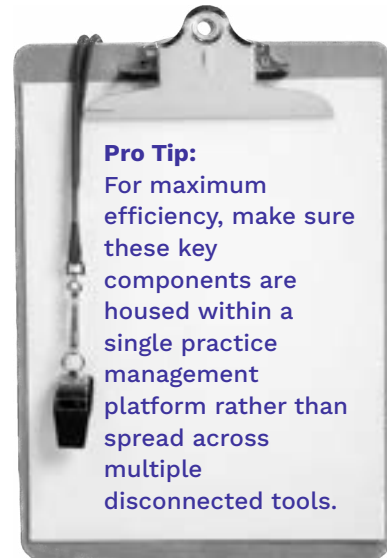 Pro Tip:
For maximum
efficiency, make sure
these key
components are
housed within a
single practice
management
platform rather than
spread across
multiple
disconnected tools.